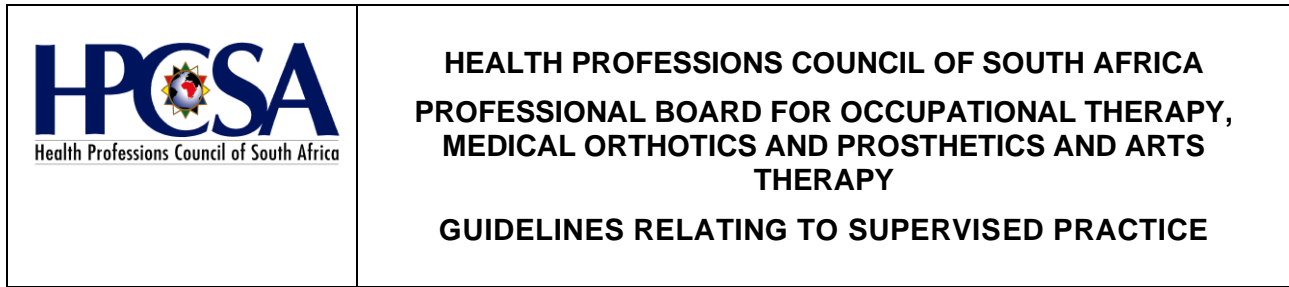 HPCSA
Health Professions Council of South Africa
HEALTH PROFESSIONS COUNCIL OF SOUTH AFRICA
PROFESSIONAL BOARD FOR OCCUPATIONAL THERAPY,
MEDICAL ORTHOTICS AND PROSTHETICS AND ARTS
THERAPY
GUIDELINES RELATING TO SUPERVISED PRACTICE